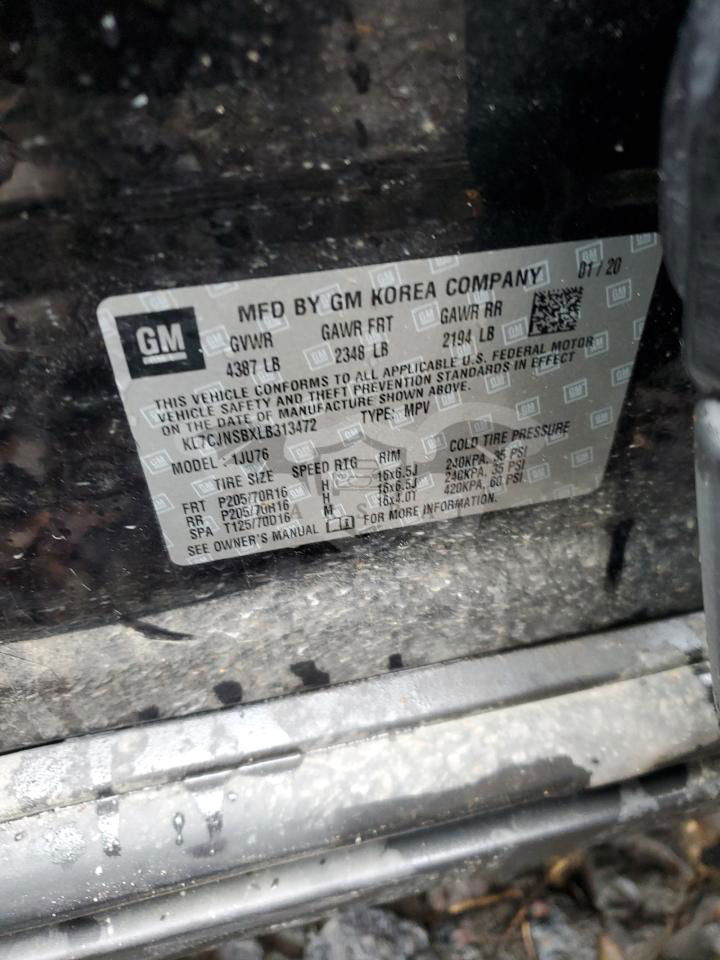 MFD BY GM KOREA COMPANY 01/20
GM
GVWR GAWR FRT GAWR RR
4387 LB 2348 LB 2194 LB
THIS VEHICLE CONFORMS TO ALL APPLICABLE U.S. FEDERAL MOTOR
VEHICLE SAFETY AND THEFT PREVENTION STANDARDS IN EFFECT
ON THE DATE OF MANUFACTURE SHOWN ABOVE.
KL7CJNSBXLB313472 TYPE: MPV
MODEL: 1JU76
TIRE SIZE SPEED RTG RIM COLD TIRE PRESSURE
FRT P205/70R16 H 16x6.5J 240KPA, 35 PSI
RR P205/70R16 H 16x6.5J 240KPA, 35 PSI
SPA T125/70D16 M 16x4.0T 420KPA, 60 PSI
SEE OWNER'S MANUAL FOR MORE INFORMATION.